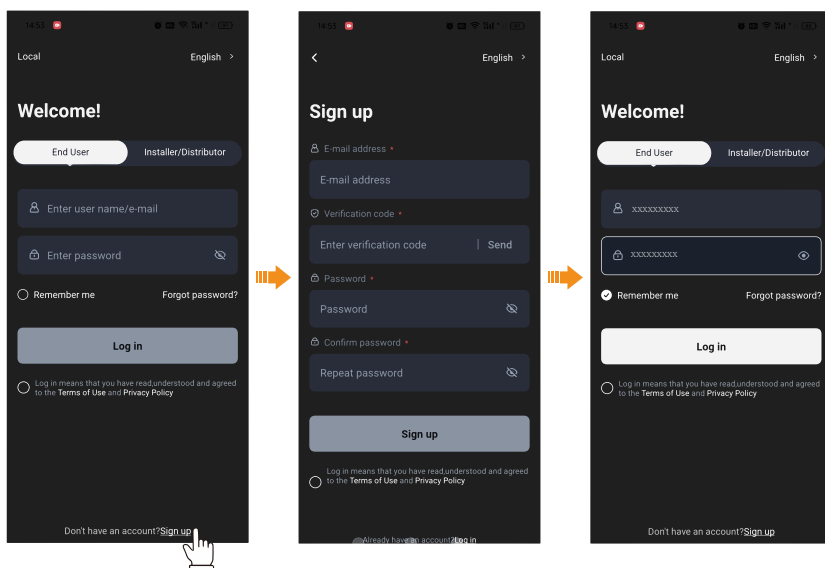 14:53
Local
English >
Welcome!
End User
Installer/Distributor
Enter user name/e-mail
Enter password
Remember me
Forgot password?
Log in
Log in means that you have read,understood and agreed
to the Terms of Use and Privacy Policy
Don't have an account?Sign up
14:53
English >
Sign up
E-mail address *
E-mail address
Verification code *
Enter verification code | Send
Password *
Password
Confirm password *
Repeat password
Sign up
Log in means that you have read,understood and agreed
to the Terms of Use and Privacy Policy
Already have an account?Log in
14:53
Local
English >
Welcome!
End User
Installer/Distributor
xxxxxxxxx
xxxxxxxxx
Remember me
Forgot password?
Log in
Log in means that you have read,understood and agreed
to the Terms of Use and Privacy Policy
Don't have an account?Sign up